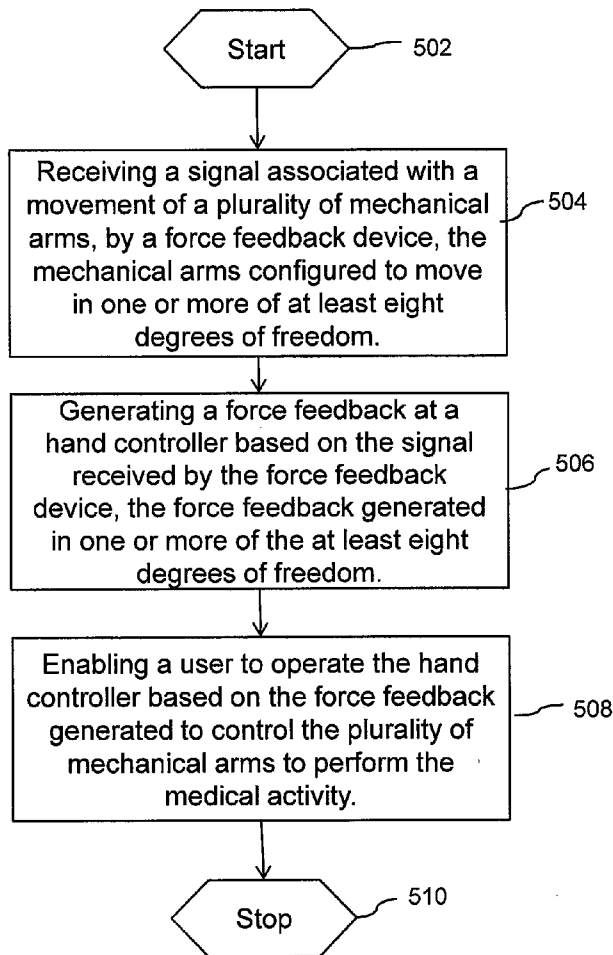 Start
502
Receiving a signal associated with a
movement of a plurality of mechanical
arms, by a force feedback device, the
mechanical arms configured to move
in one or more of at least eight
degrees of freedom.
504
Generating a force feedback at a
hand controller based on the signal
received by the force feedback
device, the force feedback generated
in one or more of the at least eight
degrees of freedom.
506
Enabling a user to operate the hand
controller based on the force feedback
generated to control the plurality of
mechanical arms to perform the
medical activity.
508
Stop
510